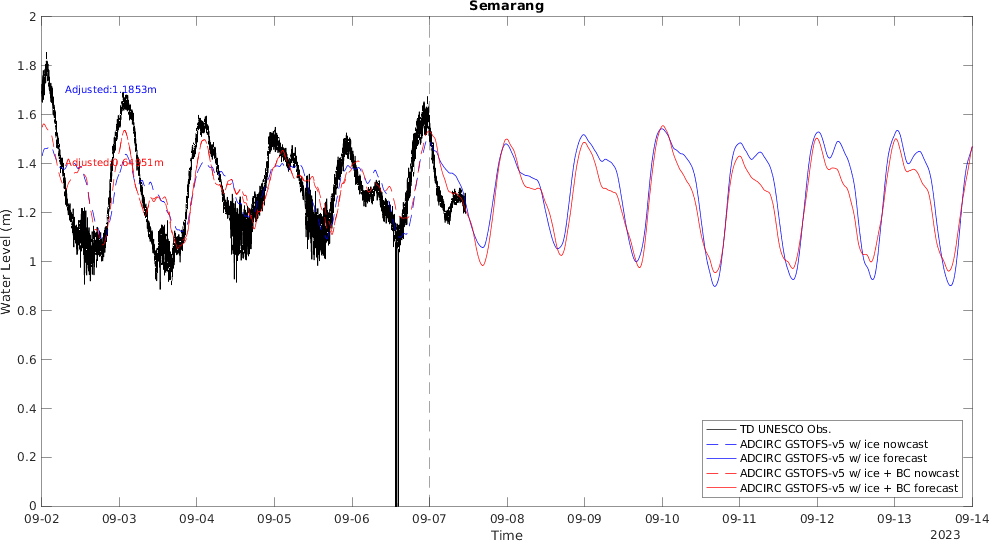 Semarang
2
1.8
1.6
1.4
1.2
1
0.8
0.6
0.4
0.2
0
Water Level (m)
Adjusted:1.1853m
TD UNESCO Obs.
ADCIRC GSTOFS-v5 w/ ice nowcast
ADCIRC GSTOFS-v5 w/ ice forecast
ADCIRC GSTOFS-v5 w/ ice + BC nowcast
ADCIRC GSTOFS-v5 w/ ice + BC forecast
09-02 09-03 09-04 09-05 09-06 09-07 09-08 09-09 09-10 09-11 09-12 09-13 09-14
Time
2023